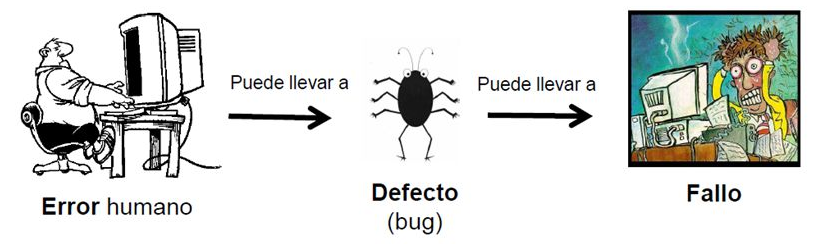 Puede llevar a
Puede llevar a
Error humano
Defecto
(bug)
Fallo